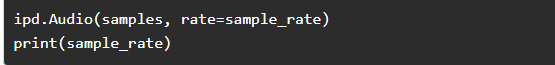 ipd.Audio(samples, rate=sample_rate)
print(sample_rate)